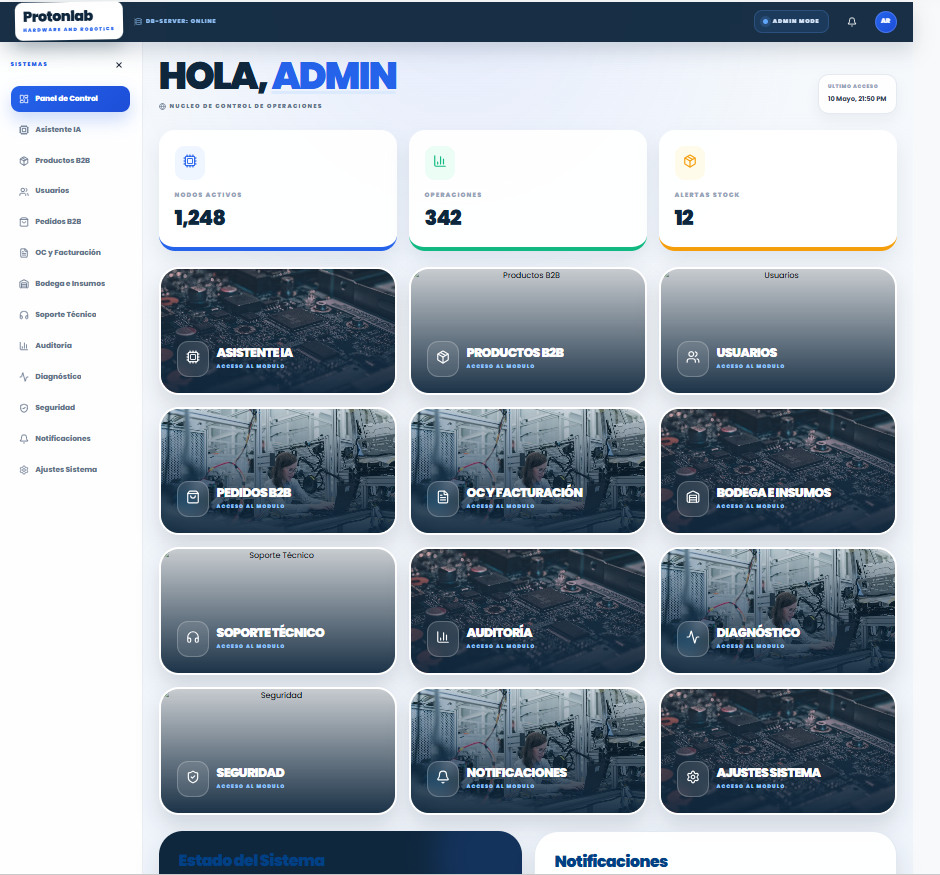 Protonlab
HARDWARE AND ROBOTICS
DB-SERVER: ONLINE
ADMIN MODE
AR
SISTEMAS
Panel de Control
Asistente IA
Productos B2B
Usuarios
Pedidos B2B
OC y Facturación
Bodega e Insumos
Soporte Técnico
Auditoría
Diagnóstico
Seguridad
Notificaciones
Ajustes Sistema
HOLA, ADMIN
NUCLEO DE CONTROL DE OPERACIONES
ULTIMO ACCESO
10 Mayo, 21:50 PM
NODOS ACTIVOS
1,248
OPERACIONES
342
ALERTAS STOCK
12
ASISTENTE IA
ACCESO AL MODULO
Productos B2B
PRODUCTOS B2B
ACCESO AL MODULO
Usuarios
USUARIOS
ACCESO AL MODULO
PEDIDOS B2B
ACCESO AL MODULO
OC Y FACTURACIÓN
ACCESO AL MODULO
BODEGA E INSUMOS
ACCESO AL MODULO
Soporte Técnico
SOPORTE TÉCNICO
ACCESO AL MODULO
AUDITORÍA
ACCESO AL MODULO
DIAGNÓSTICO
ACCESO AL MODULO
Seguridad
SEGURIDAD
ACCESO AL MODULO
NOTIFICACIONES
ACCESO AL MODULO
AJUSTES SISTEMA
ACCESO AL MODULO
Estado del Sistema
Notificaciones